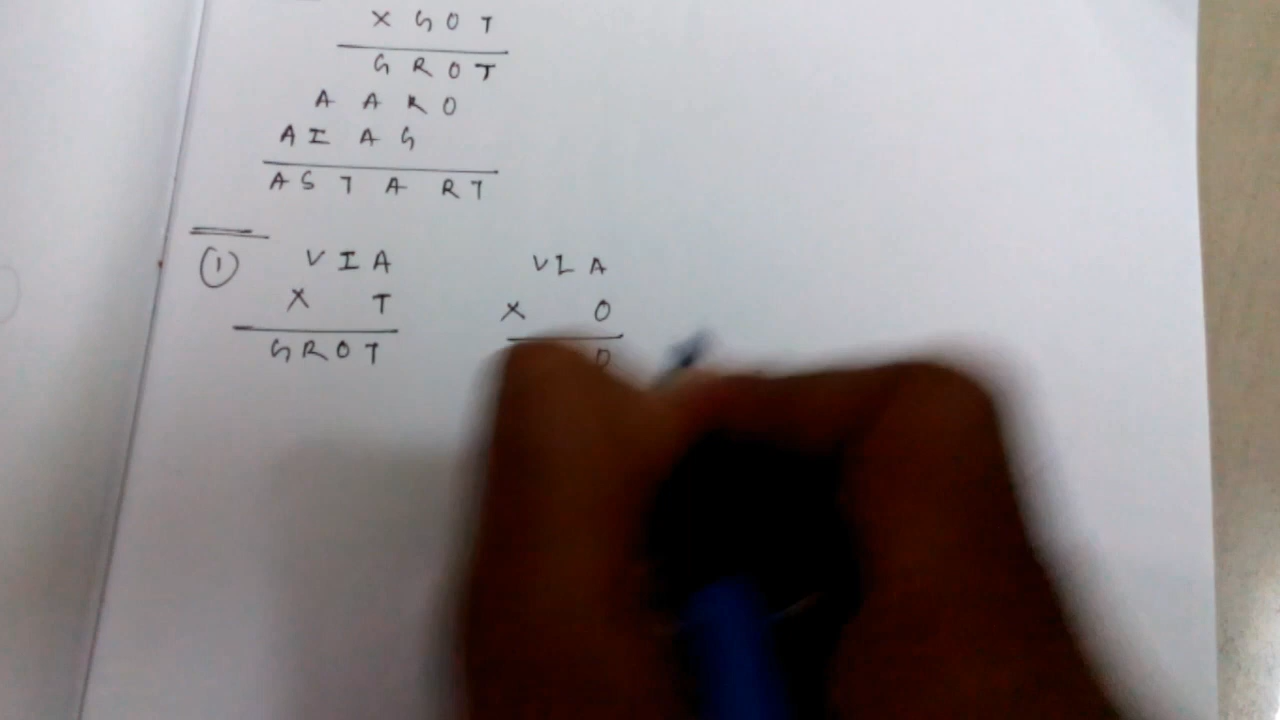 X G O T
G R O T
A A R O
A I A G
A S T A R T
1 V I A V I A
X T X O
G R O T O